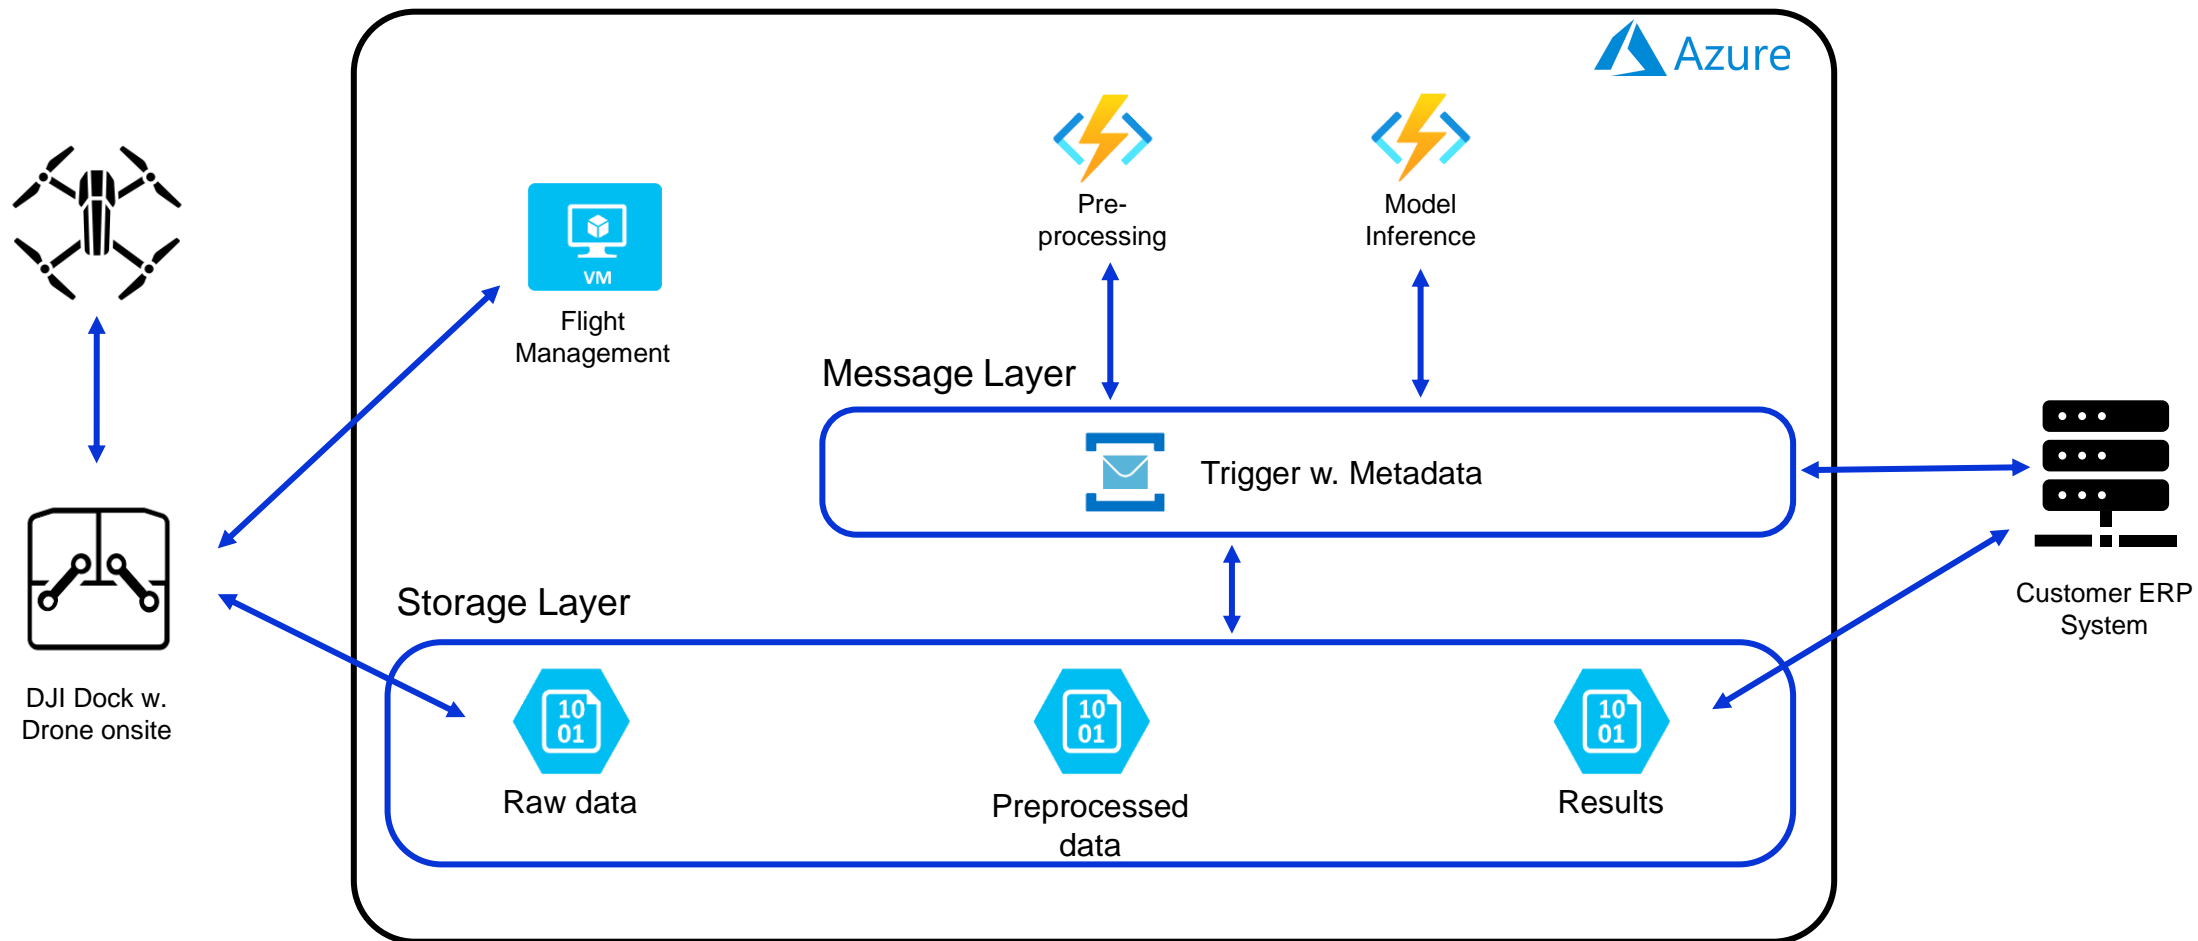 Azure
VM
Flight
Management
Pre-
processing
Model
Inference
Message Layer
Trigger w. Metadata
Storage Layer
10
01
Raw data
10
01
Preprocessed
data
10
01
Results
DJI Dock w.
Drone onsite
Customer ERP
System